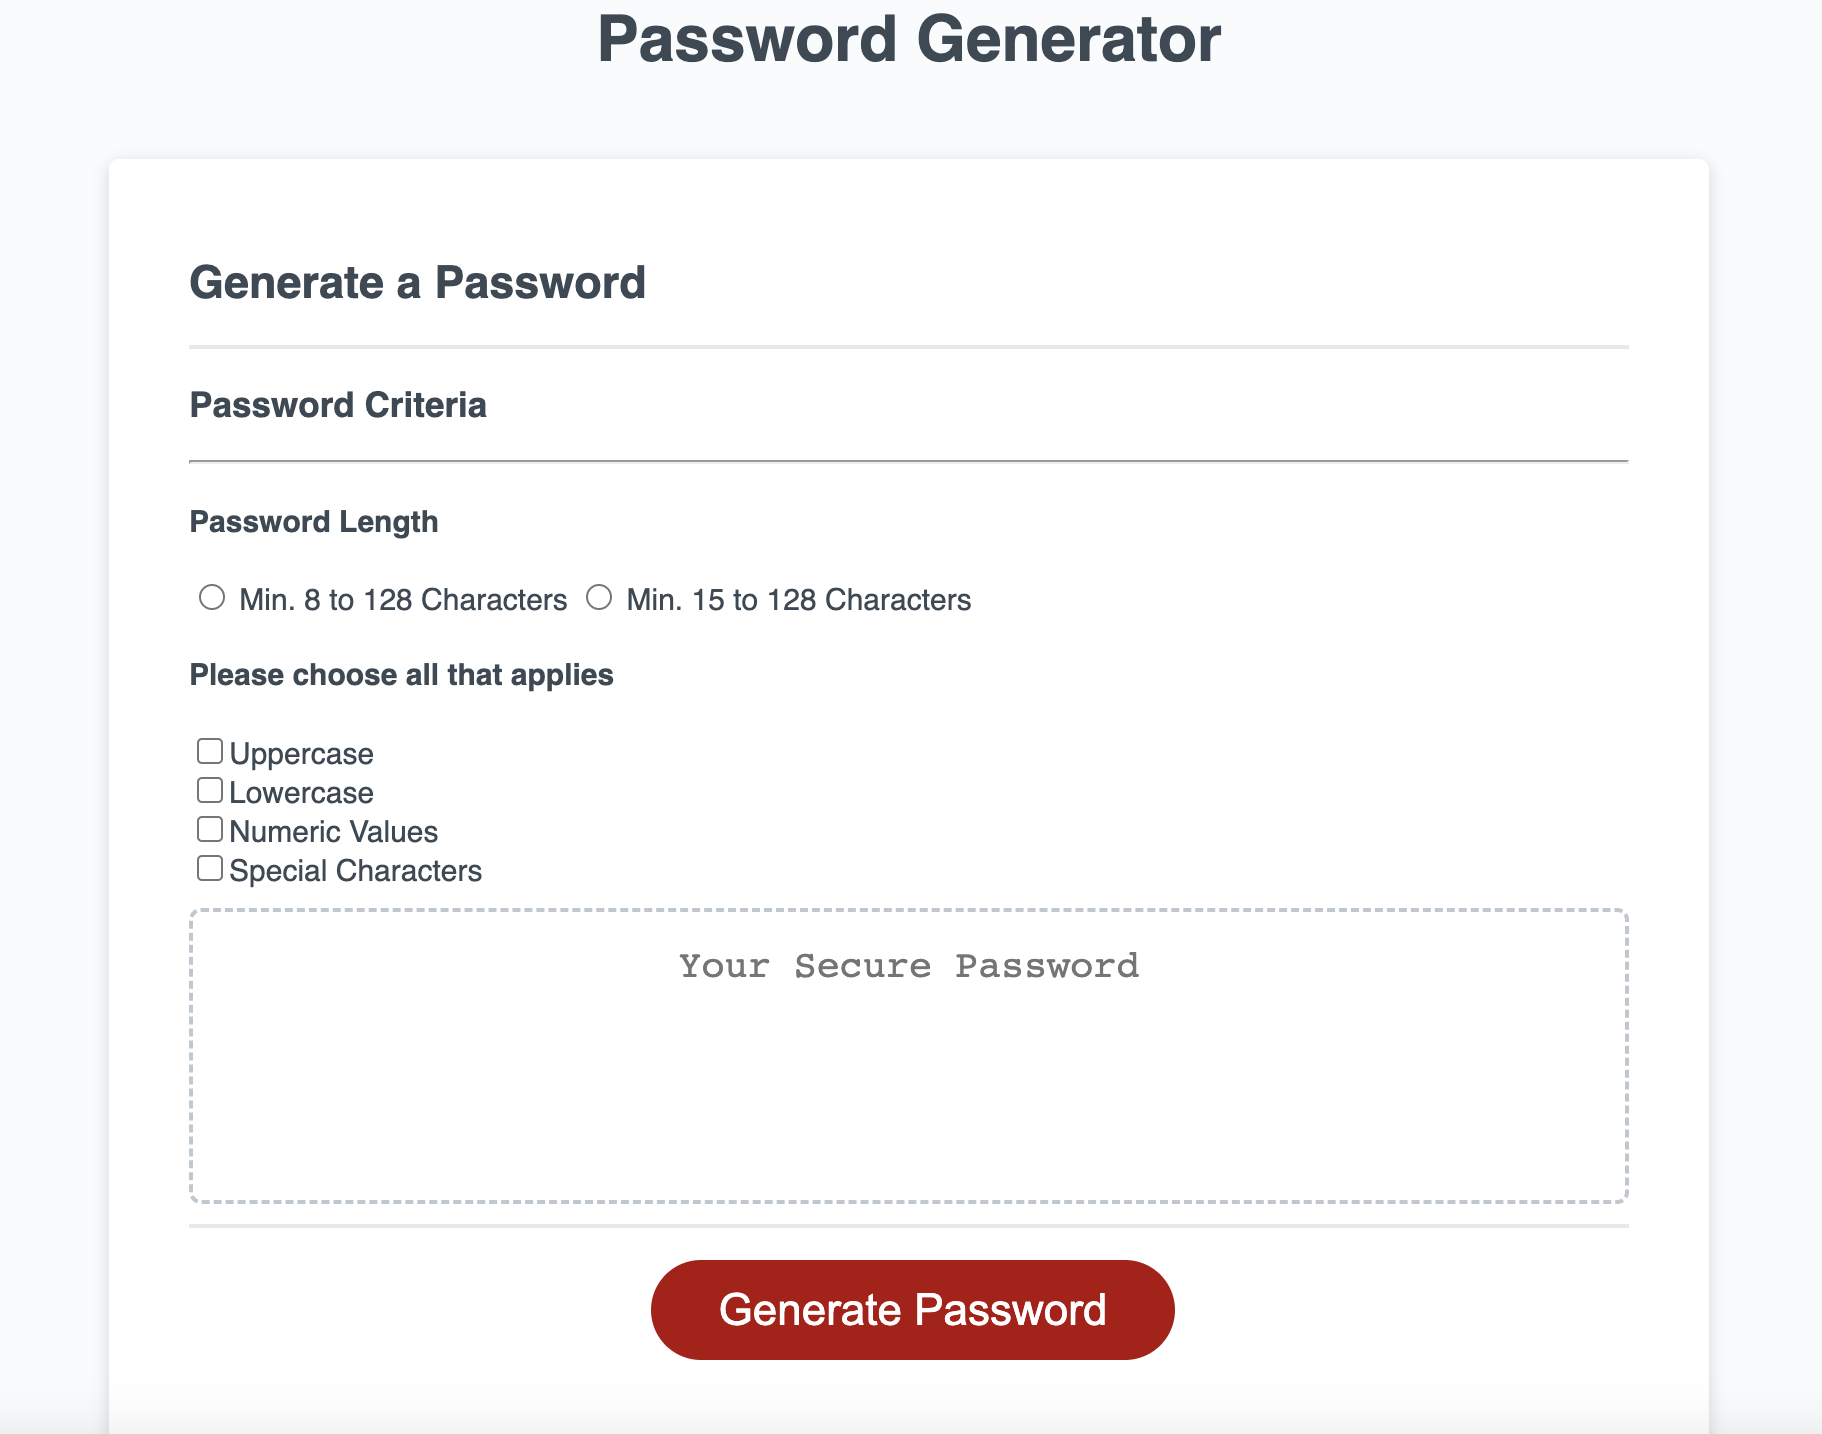 Password Generator
Generate a Password
Password Criteria
Password Length
Min. 8 to 128 Characters Min. 15 to 128 Characters
Please choose all that applies
Uppercase
Lowercase
Numeric Values
Special Characters
Your Secure Password
Generate Password